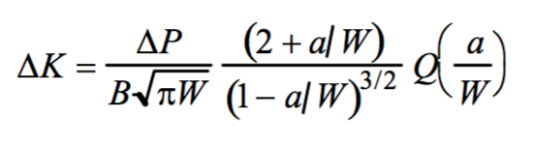 ΔK = ΔP / (B√πW) (2 + a/W) / (1 − a/W)^3/2 Q(a/W)